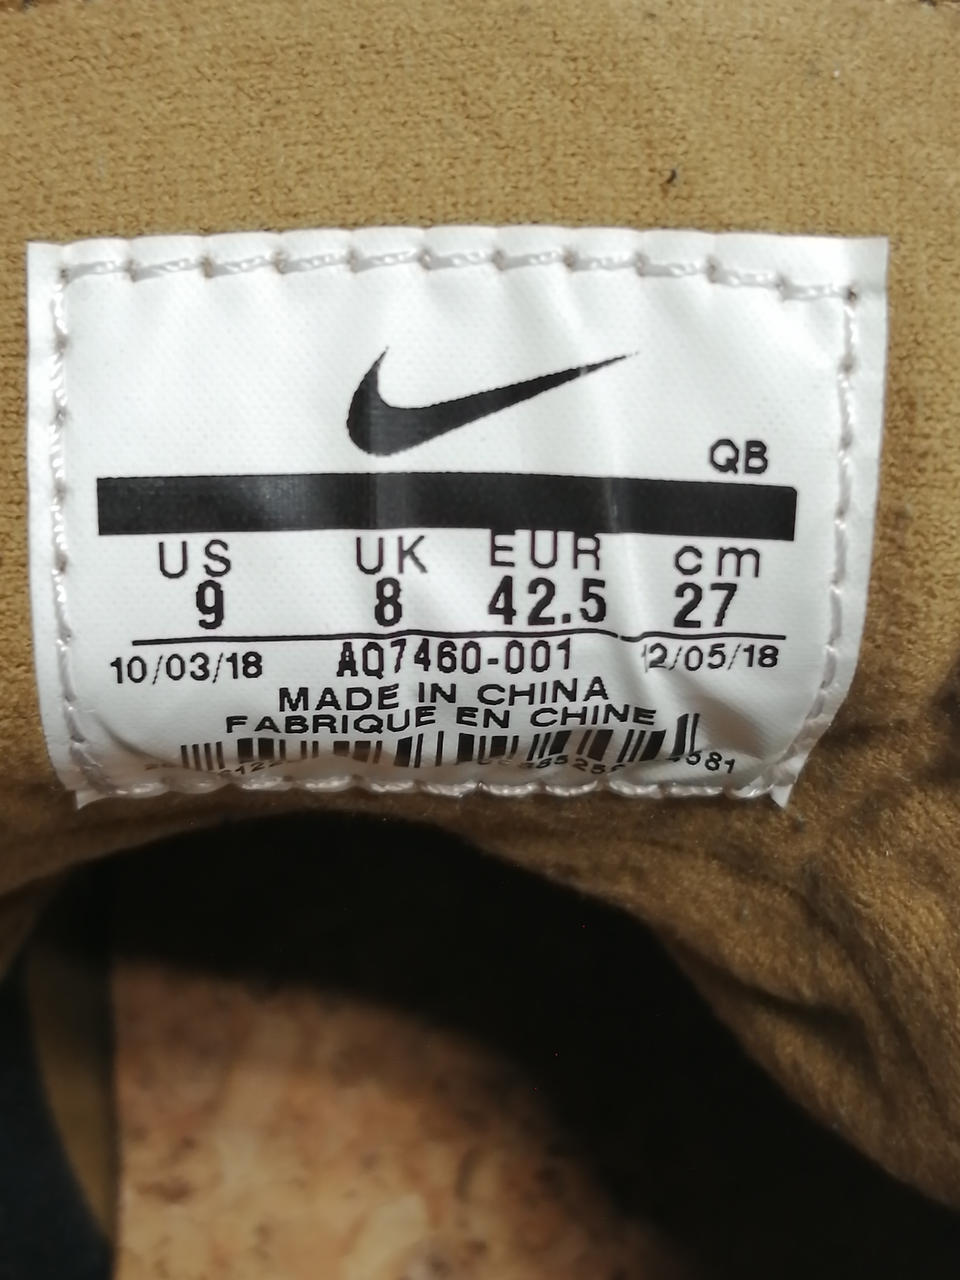 QB
US UK EUR cm
9 8 42.5 27
10/03/18 AQ7460-001 12/05/18
MADE IN CHINA
FABRIQUE EN CHINE